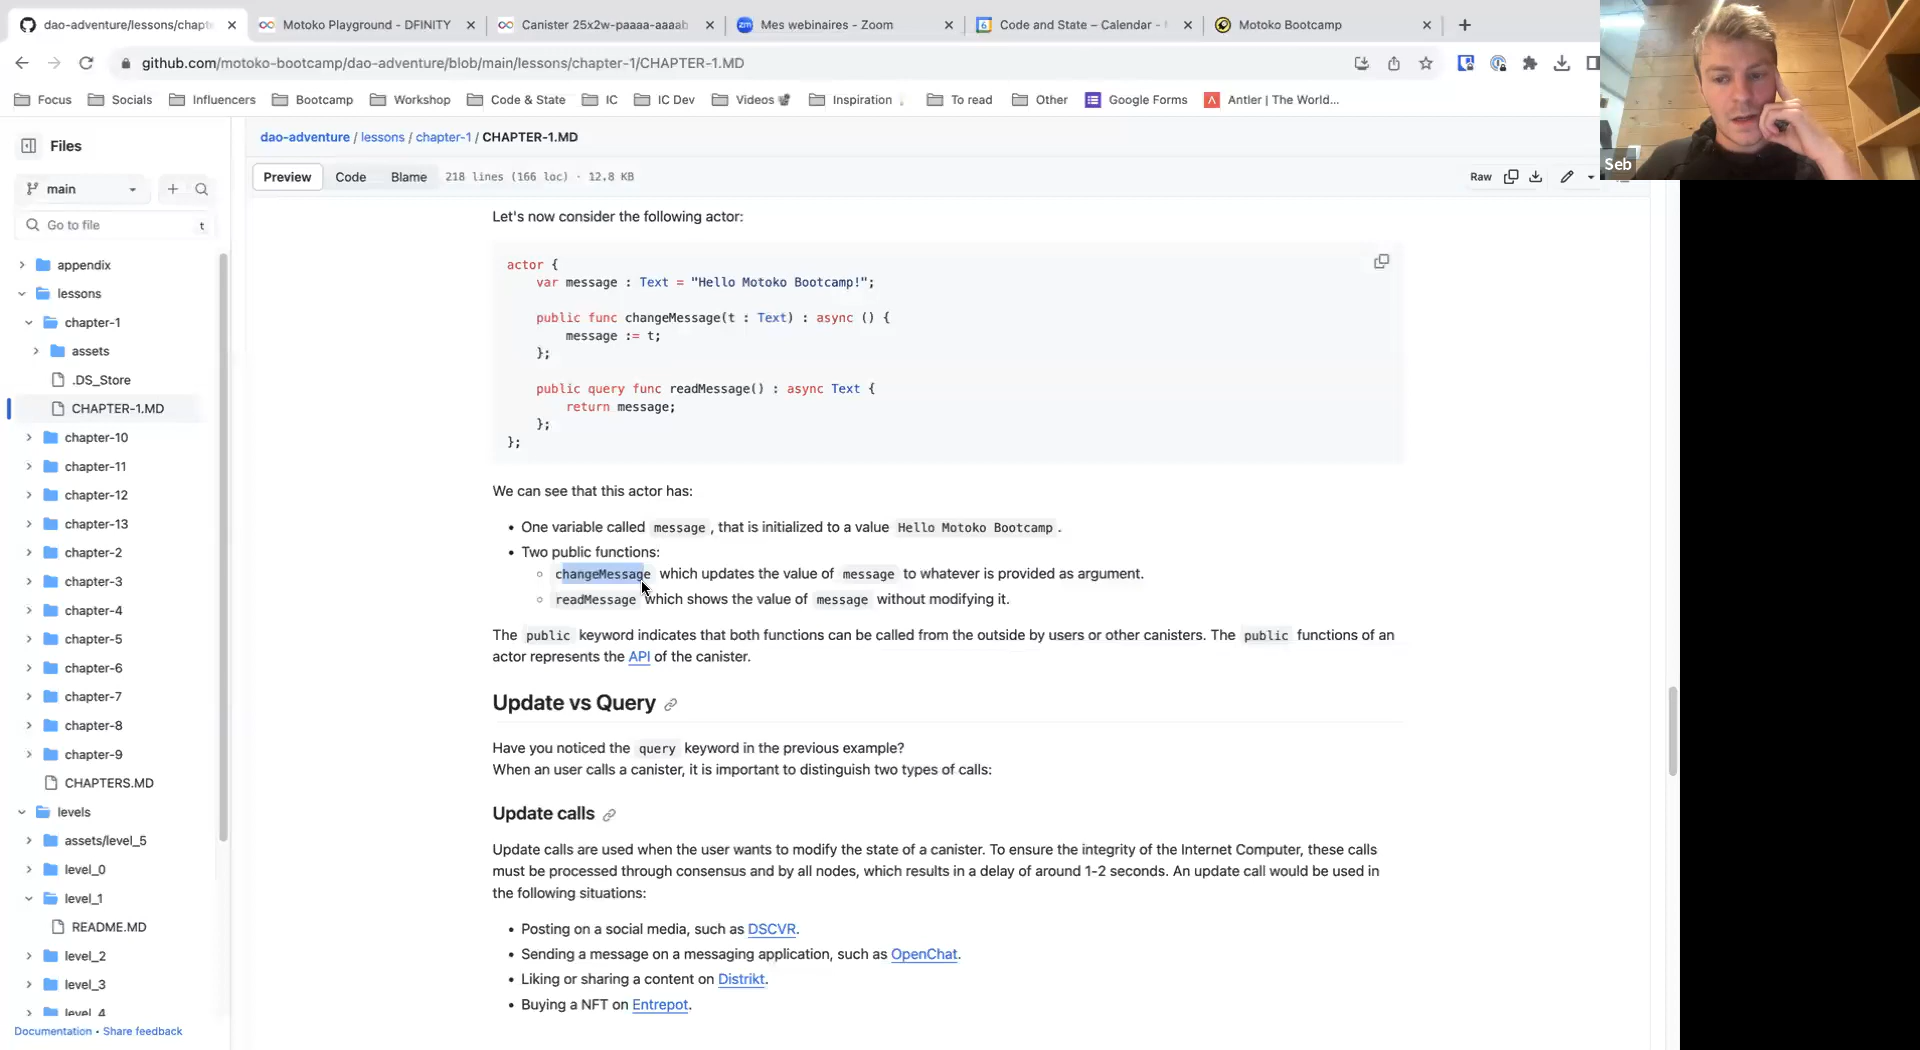 dao-adventure/lessons/chapt
Motoko Playground - DFINITY
Canister 25x2w-paaaa-aaaab
Mes webinaires - Zoom
Code and State – Calendar -
Motoko Bootcamp
github.com/motoko-bootcamp/dao-adventure/blob/main/lessons/chapter-1/CHAPTER-1.MD
Focus
Socials
Influencers
Bootcamp
Workshop
Code & State
IC
IC Dev
Videos
Inspiration
To read
Other
Google Forms
Antler | The World...
Seb
Files
main
Go to file
t
appendix
lessons
chapter-1
assets
.DS_Store
CHAPTER-1.MD
chapter-10
chapter-11
chapter-12
chapter-13
chapter-2
chapter-3
chapter-4
chapter-5
chapter-6
chapter-7
chapter-8
chapter-9
CHAPTERS.MD
levels
assets/level_5
level_0
level_1
README.MD
level_2
level_3
level_4
Documentation • Share feedback
dao-adventure / lessons / chapter-1 / CHAPTER-1.MD
Preview
Code
Blame
218 lines (166 loc) · 12.8 KB
Raw
Let's now consider the following actor:
actor {
var message : Text = "Hello Motoko Bootcamp!";
public func changeMessage(t : Text) : async () {
message := t;
};
public query func readMessage() : async Text {
return message;
};
};
We can see that this actor has:
• One variable called message , that is initialized to a value Hello Motoko Bootcamp .
• Two public functions:
○ changeMessage which updates the value of message to whatever is provided as argument.
○ readMessage which shows the value of message without modifying it.
The public keyword indicates that both functions can be called from the outside by users or other canisters. The public functions of an
actor represents the API of the canister.
Update vs Query
Have you noticed the query keyword in the previous example?
When an user calls a canister, it is important to distinguish two types of calls:
Update calls
Update calls are used when the user wants to modify the state of a canister. To ensure the integrity of the Internet Computer, these calls
must be processed through consensus and by all nodes, which results in a delay of around 1-2 seconds. An update call would be used in
the following situations:
• Posting on a social media, such as DSCVR.
• Sending a message on a messaging application, such as OpenChat.
• Liking or sharing a content on Distrikt.
• Buying a NFT on Entrepot.